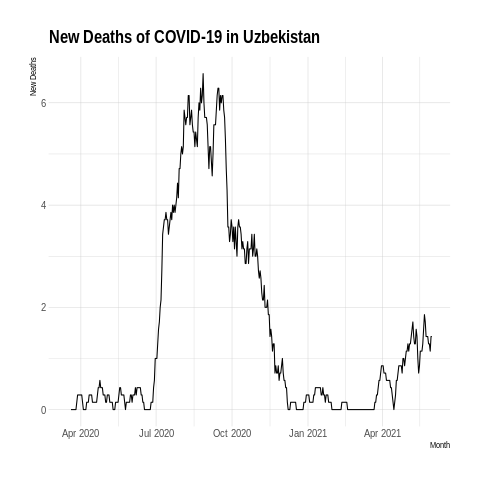 New Deaths of COVID-19 in Uzbekistan
New Deaths
6
4
2
0
Apr 2020
Jul 2020
Oct 2020
Jan 2021
Apr 2021
Month